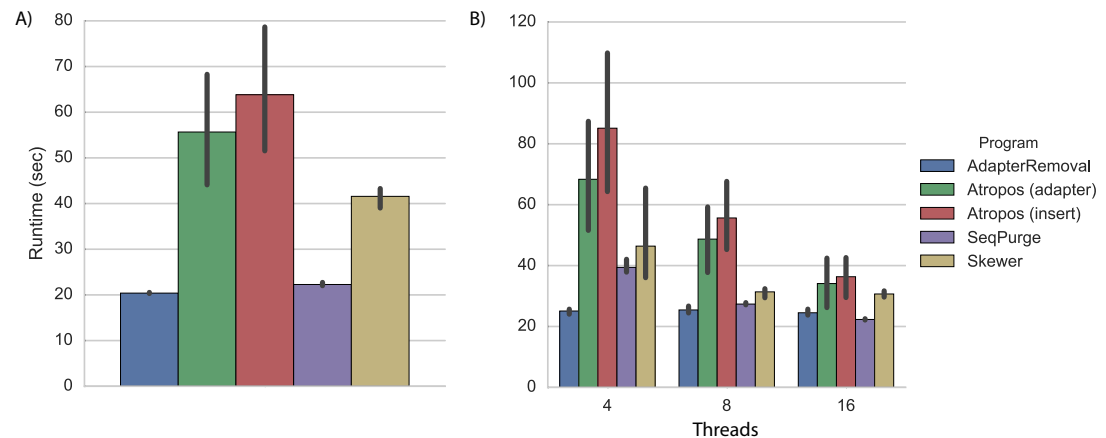 A)
Runtime (sec)
80
70
60
50
40
30
20
10
0
B)
120
100
80
60
40
20
0
4 8 16
Threads
Program
AdapterRemoval
Atropos (adapter)
Atropos (insert)
SeqPurge
Skewer